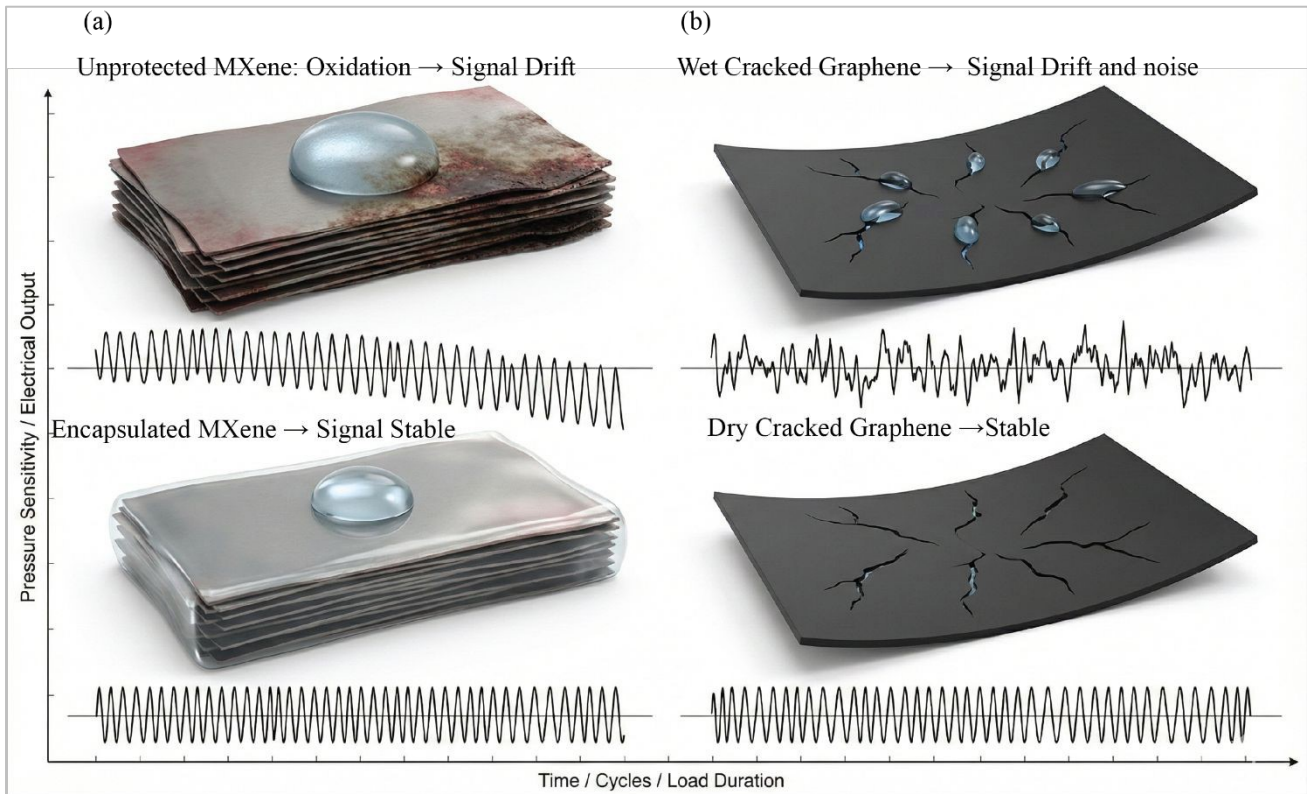 (a)
(b)
Unprotected MXene: Oxidation → Signal Drift
Wet Cracked Graphene → Signal Drift and noise
Encapsulated MXene → Signal Stable
Dry Cracked Graphene →Stable
Pressure Sensitivity / Electrical Output
Time / Cycles / Load Duration